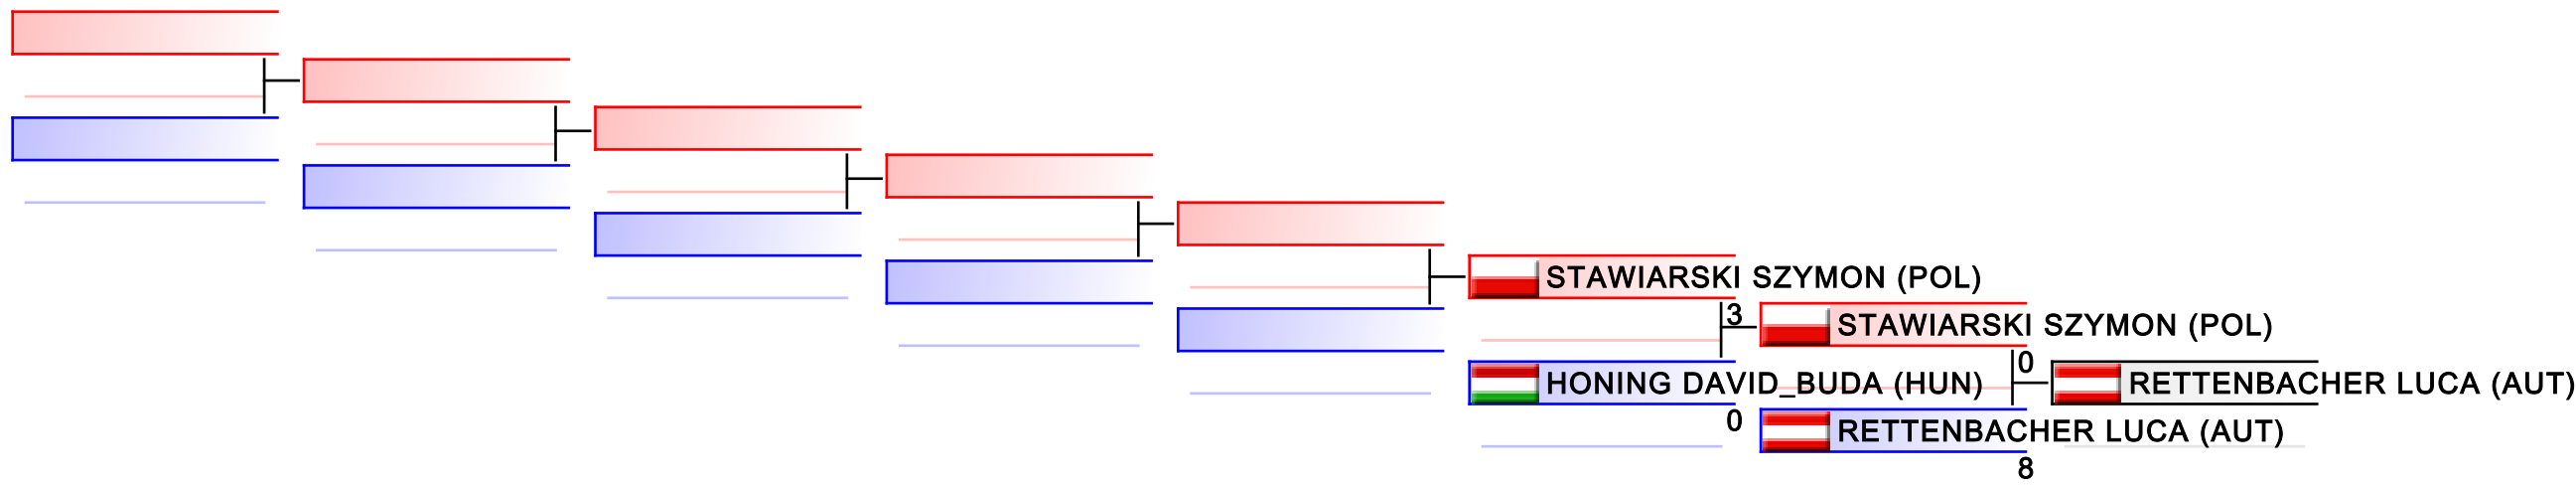 STAWIARSKI SZYMON (POL)
3
STAWIARSKI SZYMON (POL)
0
HONING DAVID_BUDA (HUN)
RETTENBACHER LUCA (AUT)
0
RETTENBACHER LUCA (AUT)
8